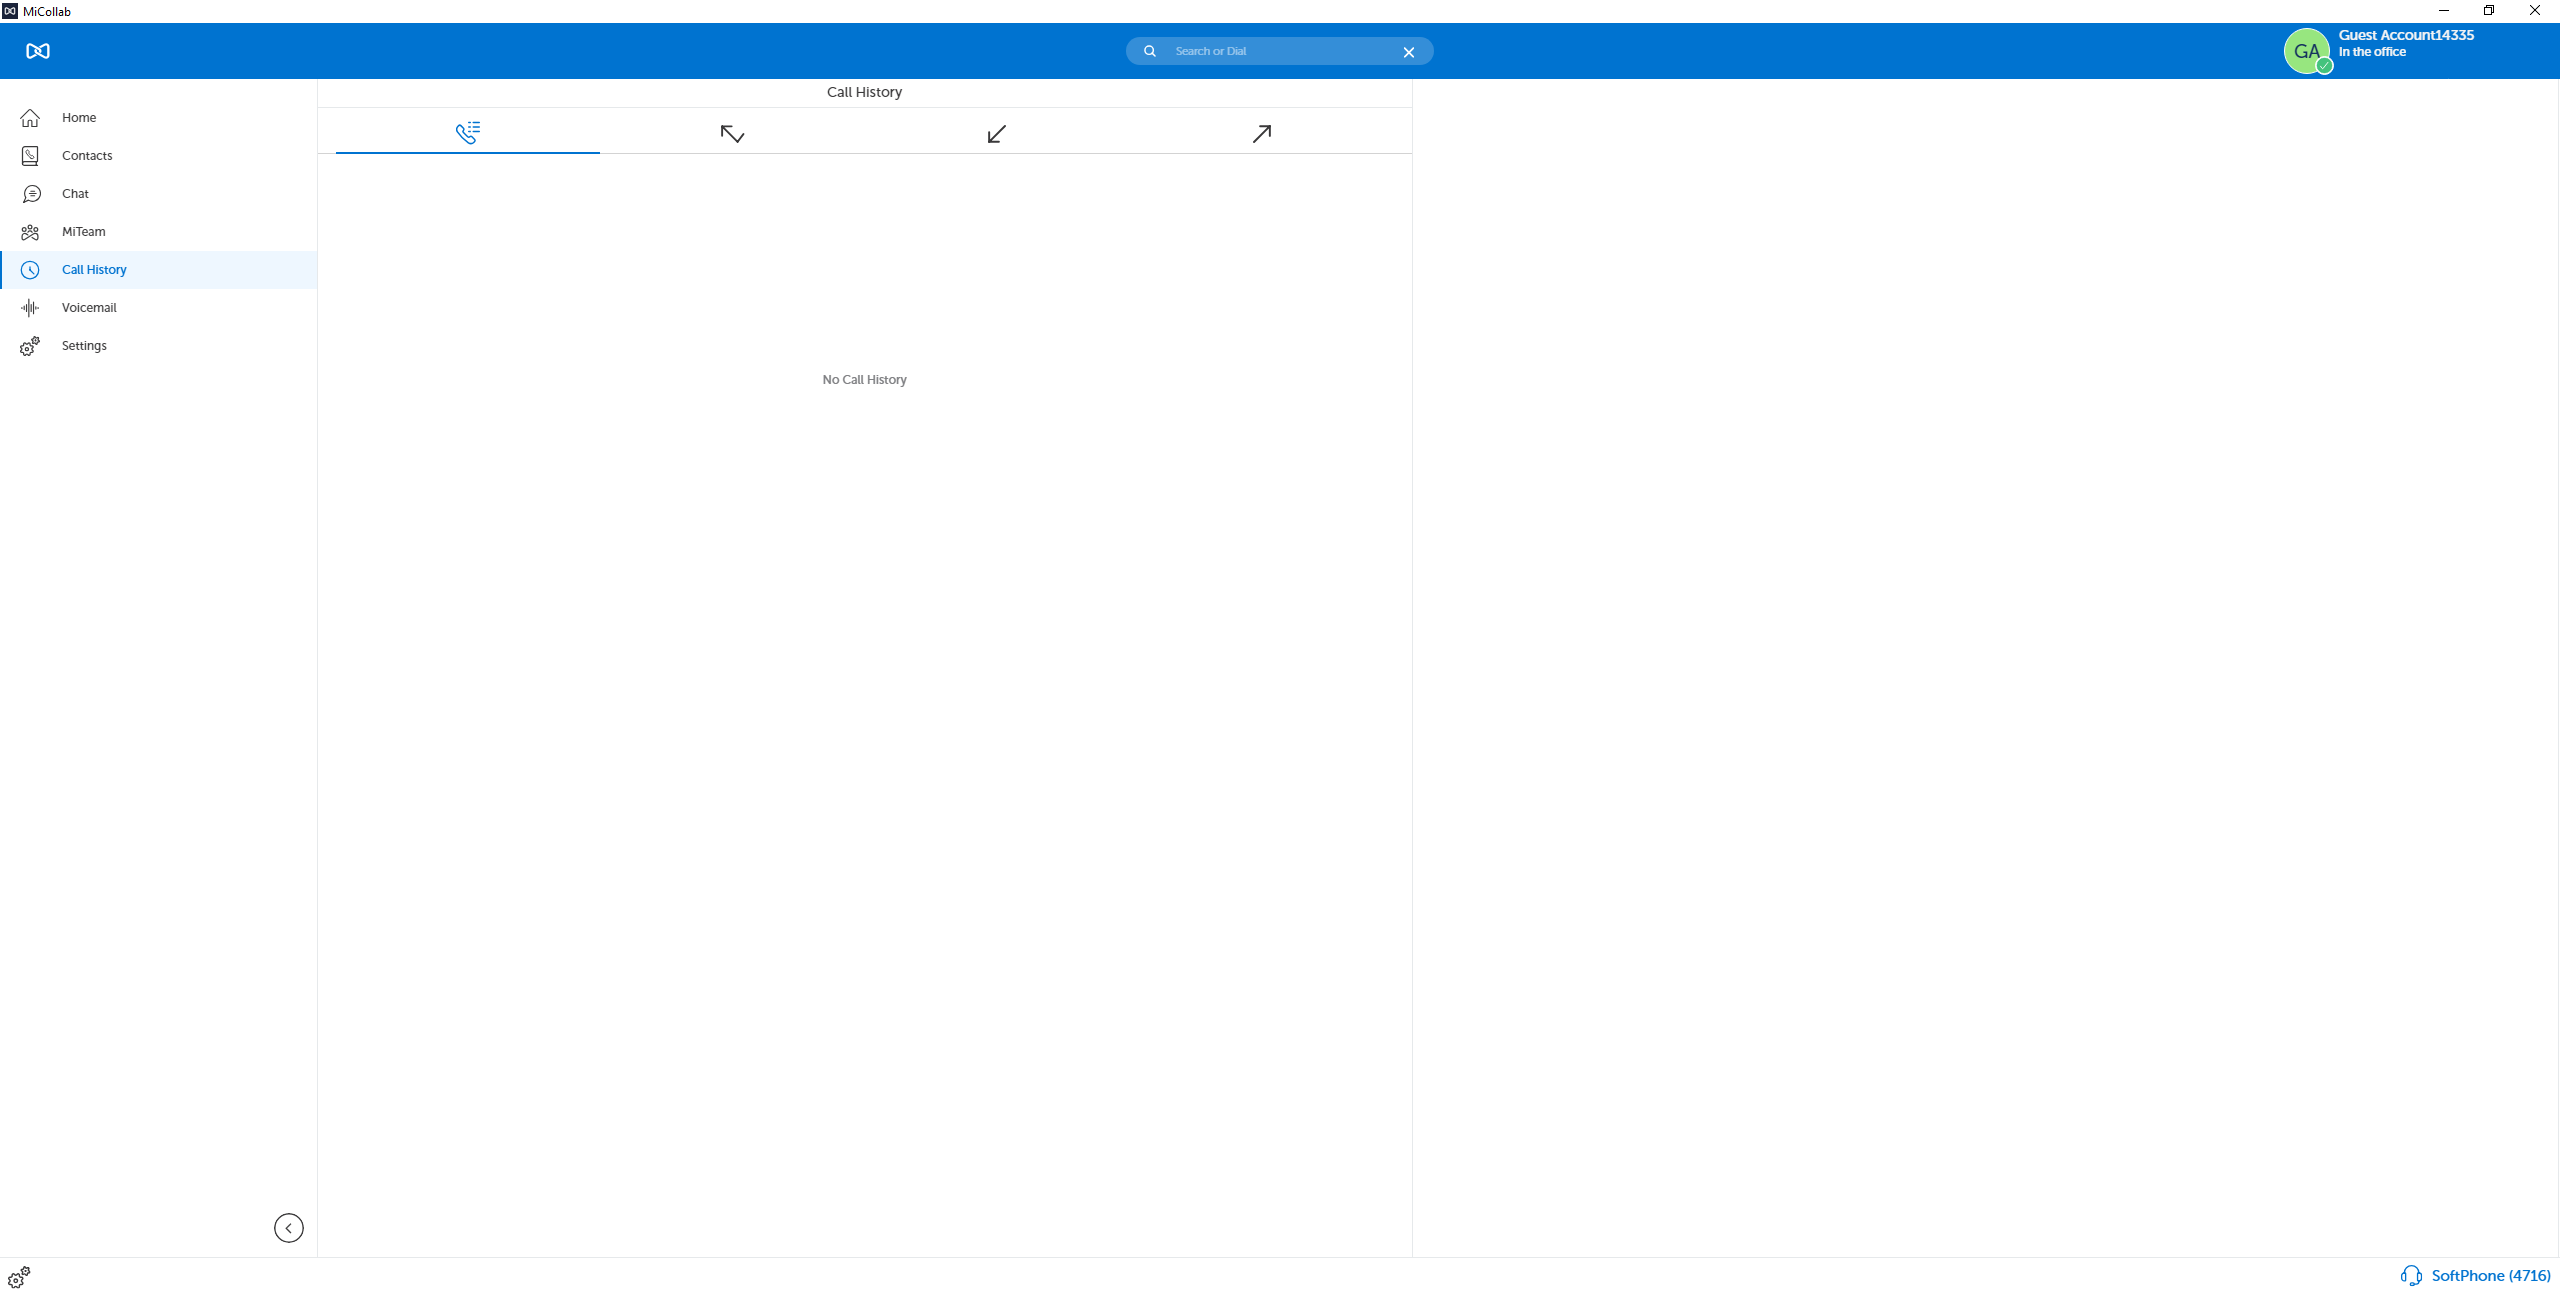 MiCollab
Search or Dial
GA
Guest Account14335
In the office
Home
Contacts
Chat
MiTeam
Call History
Voicemail
Settings
Call History
No Call History
SoftPhone (4716)